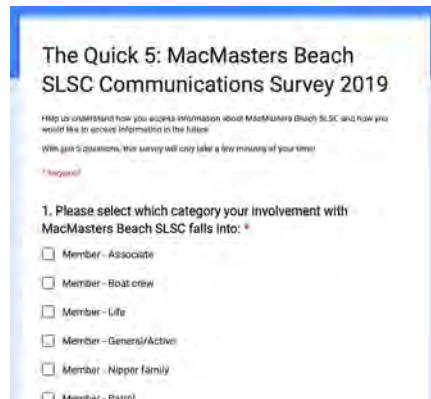 The Quick 5: MacMasters Beach
SLSC Communications Survey 2019
Help us understand how you access information about MacMasters Beach SLSC and how you
would like to access information in the future.
With just 5 questions, this survey will only take a few minutes of your time!
* Required
1. Please select which category your involvement with
MacMasters Beach SLSC falls into: *
Member - Associate
Member - Boat crew
Member - Life
Member - General/Active
Member - Nipper family
Member - Patrol